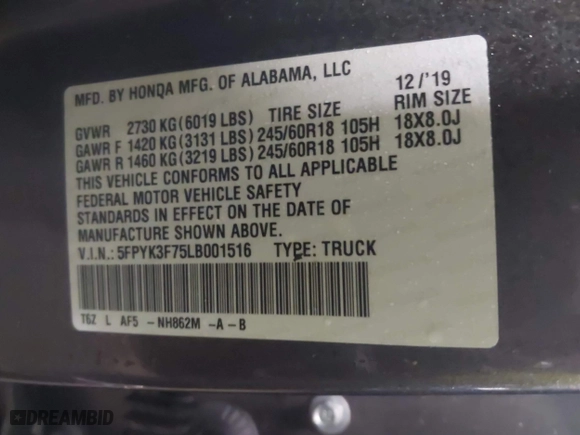 MFD. BY HONDA MFG. OF ALABAMA, LLC 12/'19
GVWR 2730 KG(6019 LBS) TIRE SIZE RIM SIZE
GAWR F 1420 KG(3131 LBS) 245/60R18 105H 18X8.0J
GAWR R 1460 KG(3219 LBS) 245/60R18 105H 18X8.0J
THIS VEHICLE CONFORMS TO ALL APPLICABLE
FEDERAL MOTOR VEHICLE SAFETY
STANDARDS IN EFFECT ON THE DATE OF
MANUFACTURE SHOWN ABOVE.
V.I.N.: 5FPYK3F75LB001516 TYPE: TRUCK
T6Z L AF5 -NH862M -A -B
DREAMBID